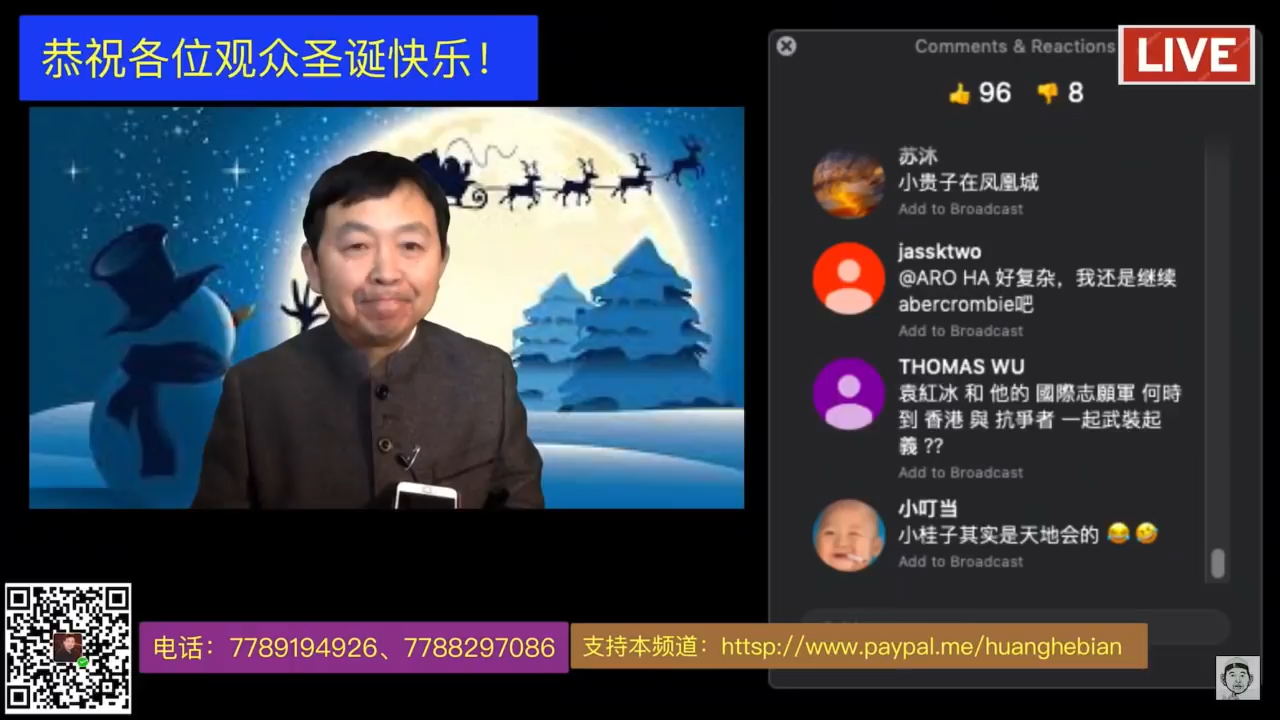 恭祝各位观众圣诞快乐！
Comments & Reactions
LIVE
👍 96 👎 8
苏沐
小贵子在凤凰城
Add to Broadcast
jassktwo
@ARO HA 好复杂，我还是继续
abercrombie吧
Add to Broadcast
THOMAS WU
袁紅冰 和 他的 國際志願軍 何時
到 香港 與 抗爭者 一起武裝起
義 ??
Add to Broadcast
小叮当
小桂子其实是天地会的 😂🤣
Add to Broadcast
电话：7789194926、7788297086
支持本频道：httsp://www.paypal.me/huanghebian